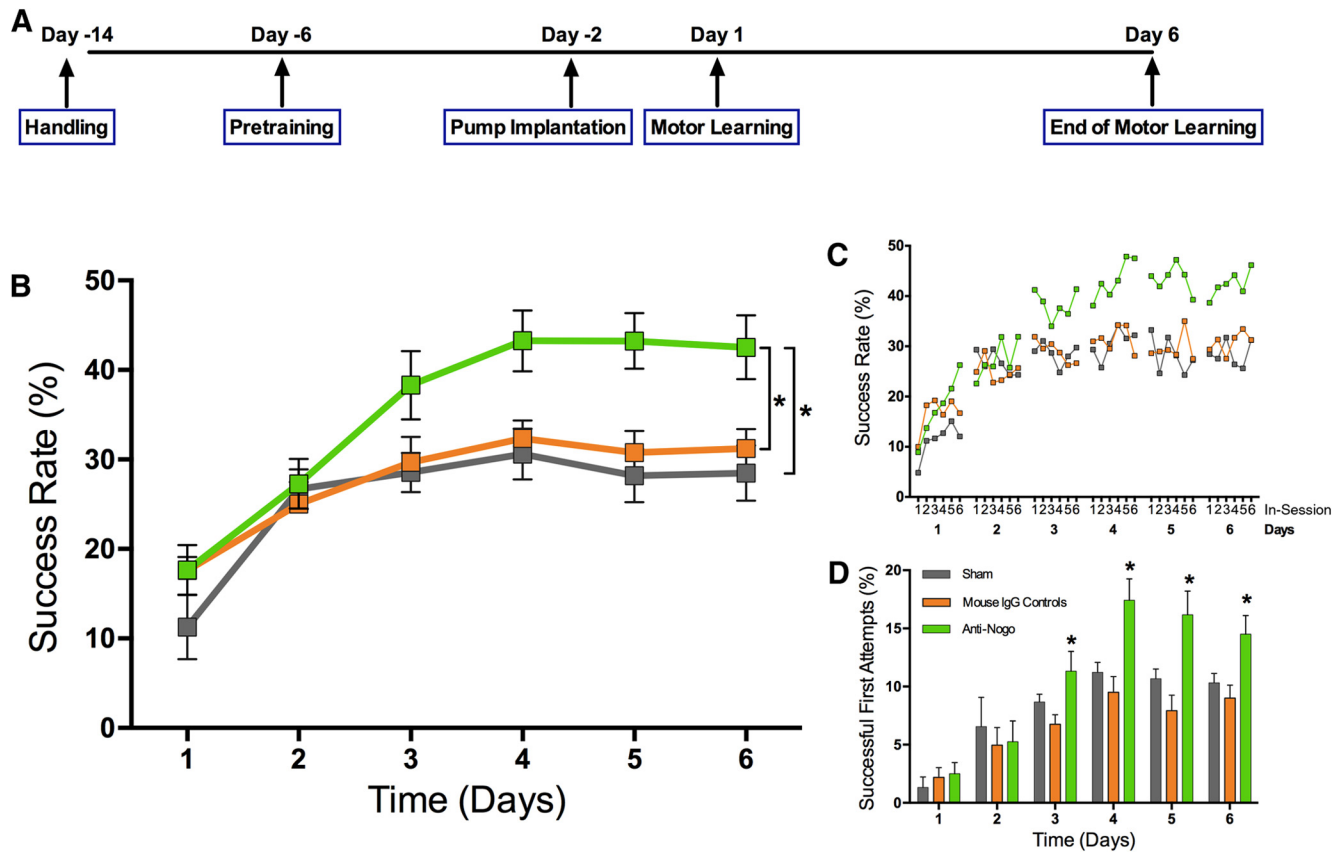 A
Day -14
Day -6
Day -2
Day 1
Day 6
Handling
Pretraining
Pump Implantation
Motor Learning
End of Motor Learning
B
Success Rate (%)
50
40
30
20
10
0
1 2 3 4 5 6
Time (Days)
*
*
C
Success Rate (%)
50
40
30
20
10
0
123456 123456 123456 123456 123456 123456 In-Session
1 2 3 4 5 6 Days
D
Successful First Attempts (%)
20
15
10
5
0
Sham
Mouse IgG Controls
Anti-Nogo
* * * *
1 2 3 4 5 6
Time (Days)